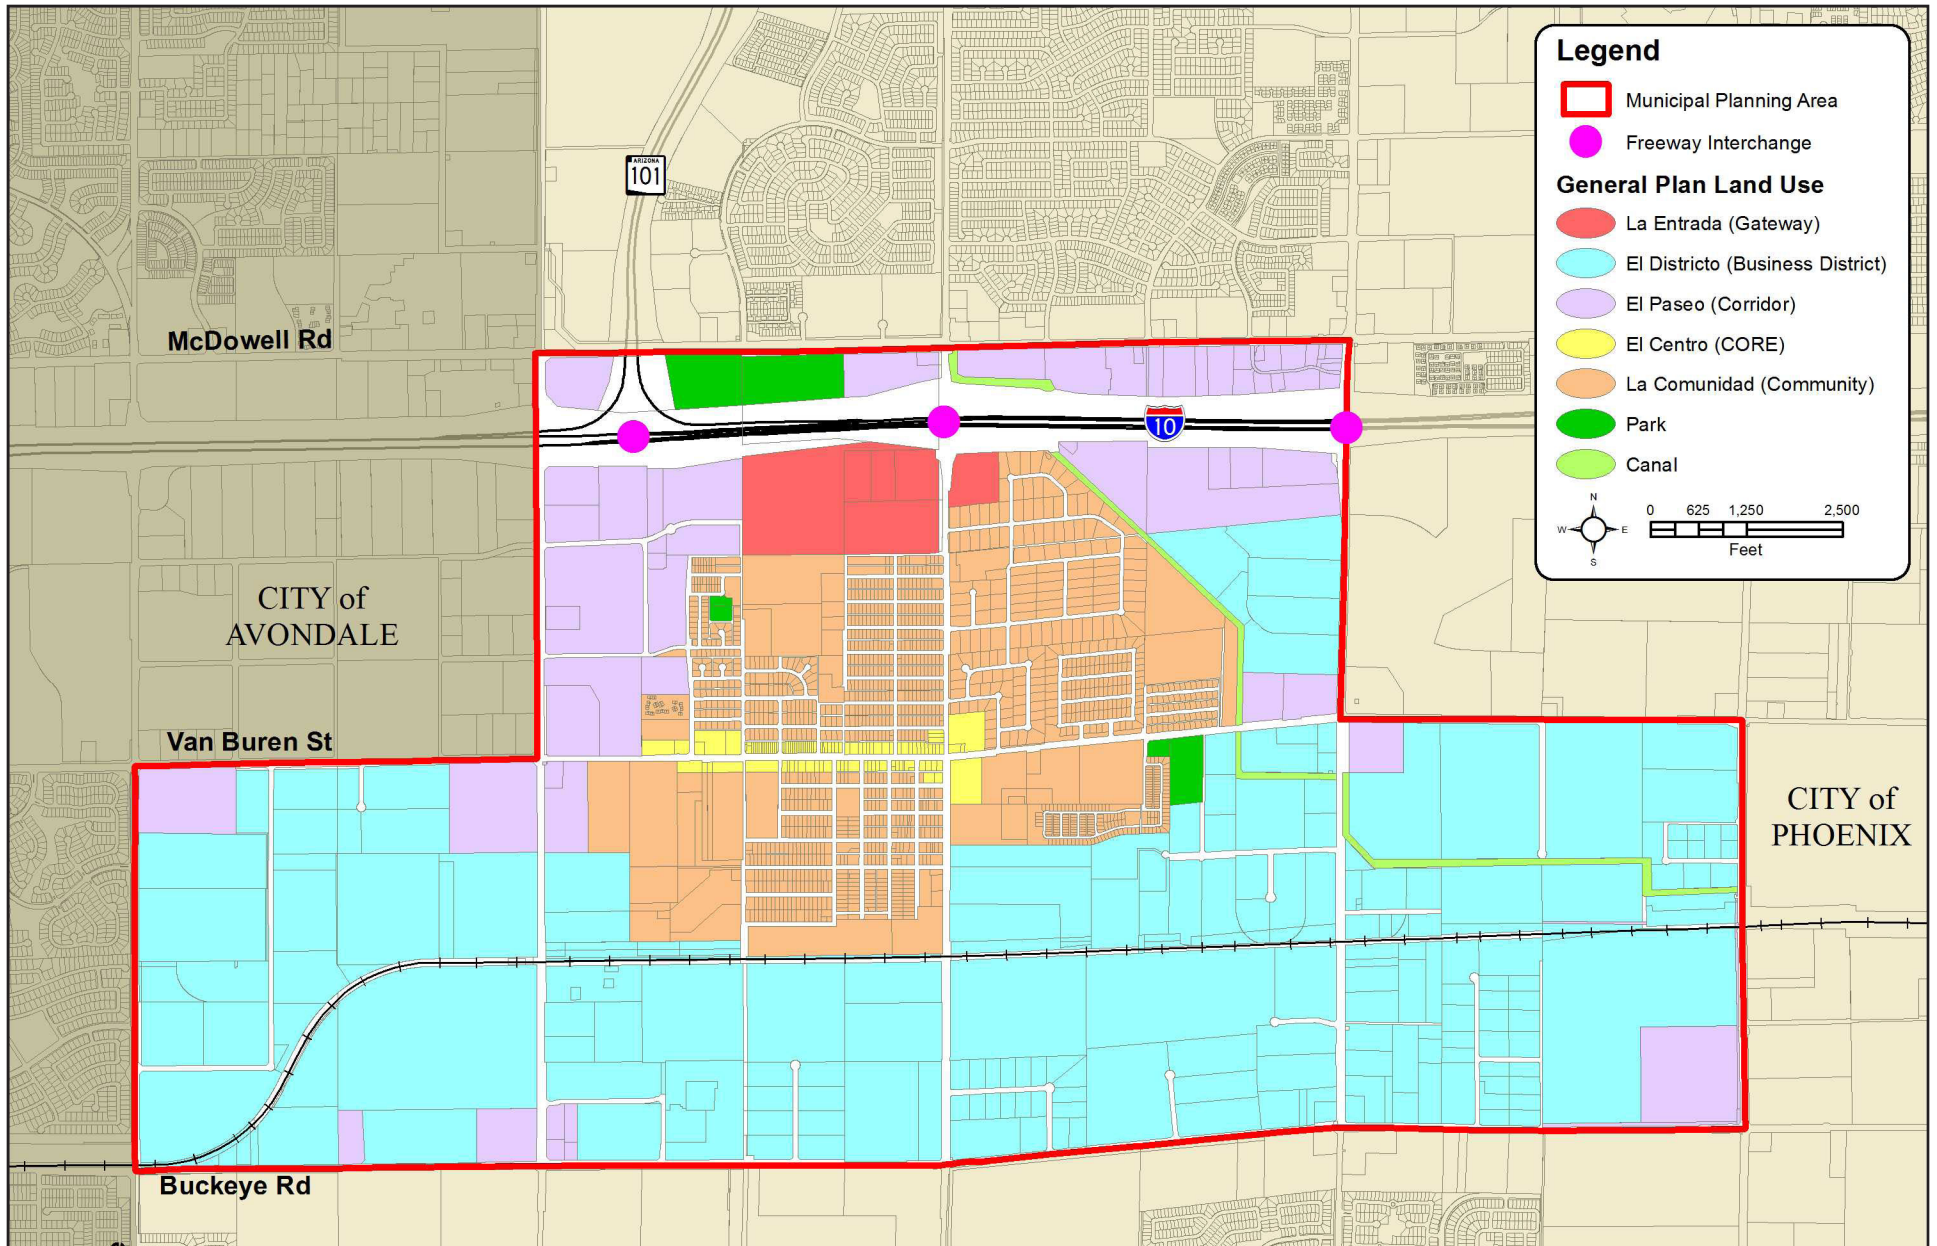 Legend
Municipal Planning Area
Freeway Interchange
General Plan Land Use
La Entrada (Gateway)
El Districto (Business District)
El Paseo (Corridor)
El Centro (CORE)
La Comunidad (Community)
Park
Canal
N
W E
S
0 625 1,250 2,500
Feet
ARIZONA
101
McDowell Rd
10
CITY of
AVONDALE
Van Buren St
CITY of
PHOENIX
Buckeye Rd